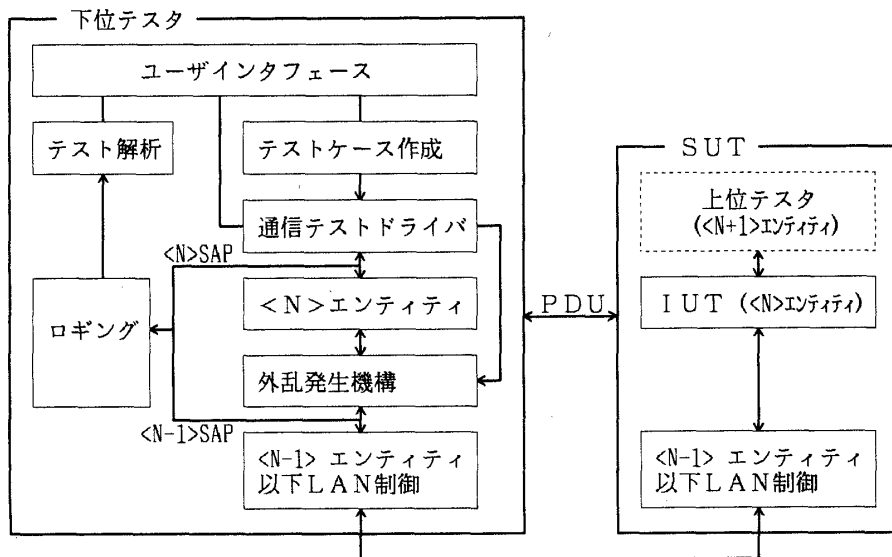 下位テスタ
ユーザインタフェース
テスト解析
テストケース作成
通信テストドライバ
<N>SAP
<N>エンティティ
ロギング
外乱発生機構
<N-1>SAP
<N-1> エンティティ
以下LAN制御
PDU
SUT
上位テスタ
(<N+1>エンティティ)
IUT (<N>エンティティ)
<N-1> エンティティ
以下LAN制御